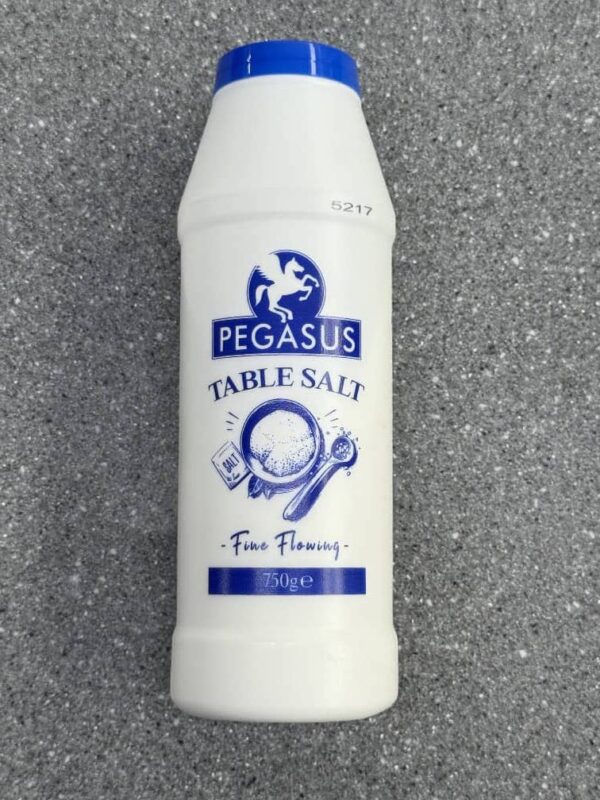 5217
PEGASUS
TABLE SALT
SALT
- Fine Flowing -
750g℮